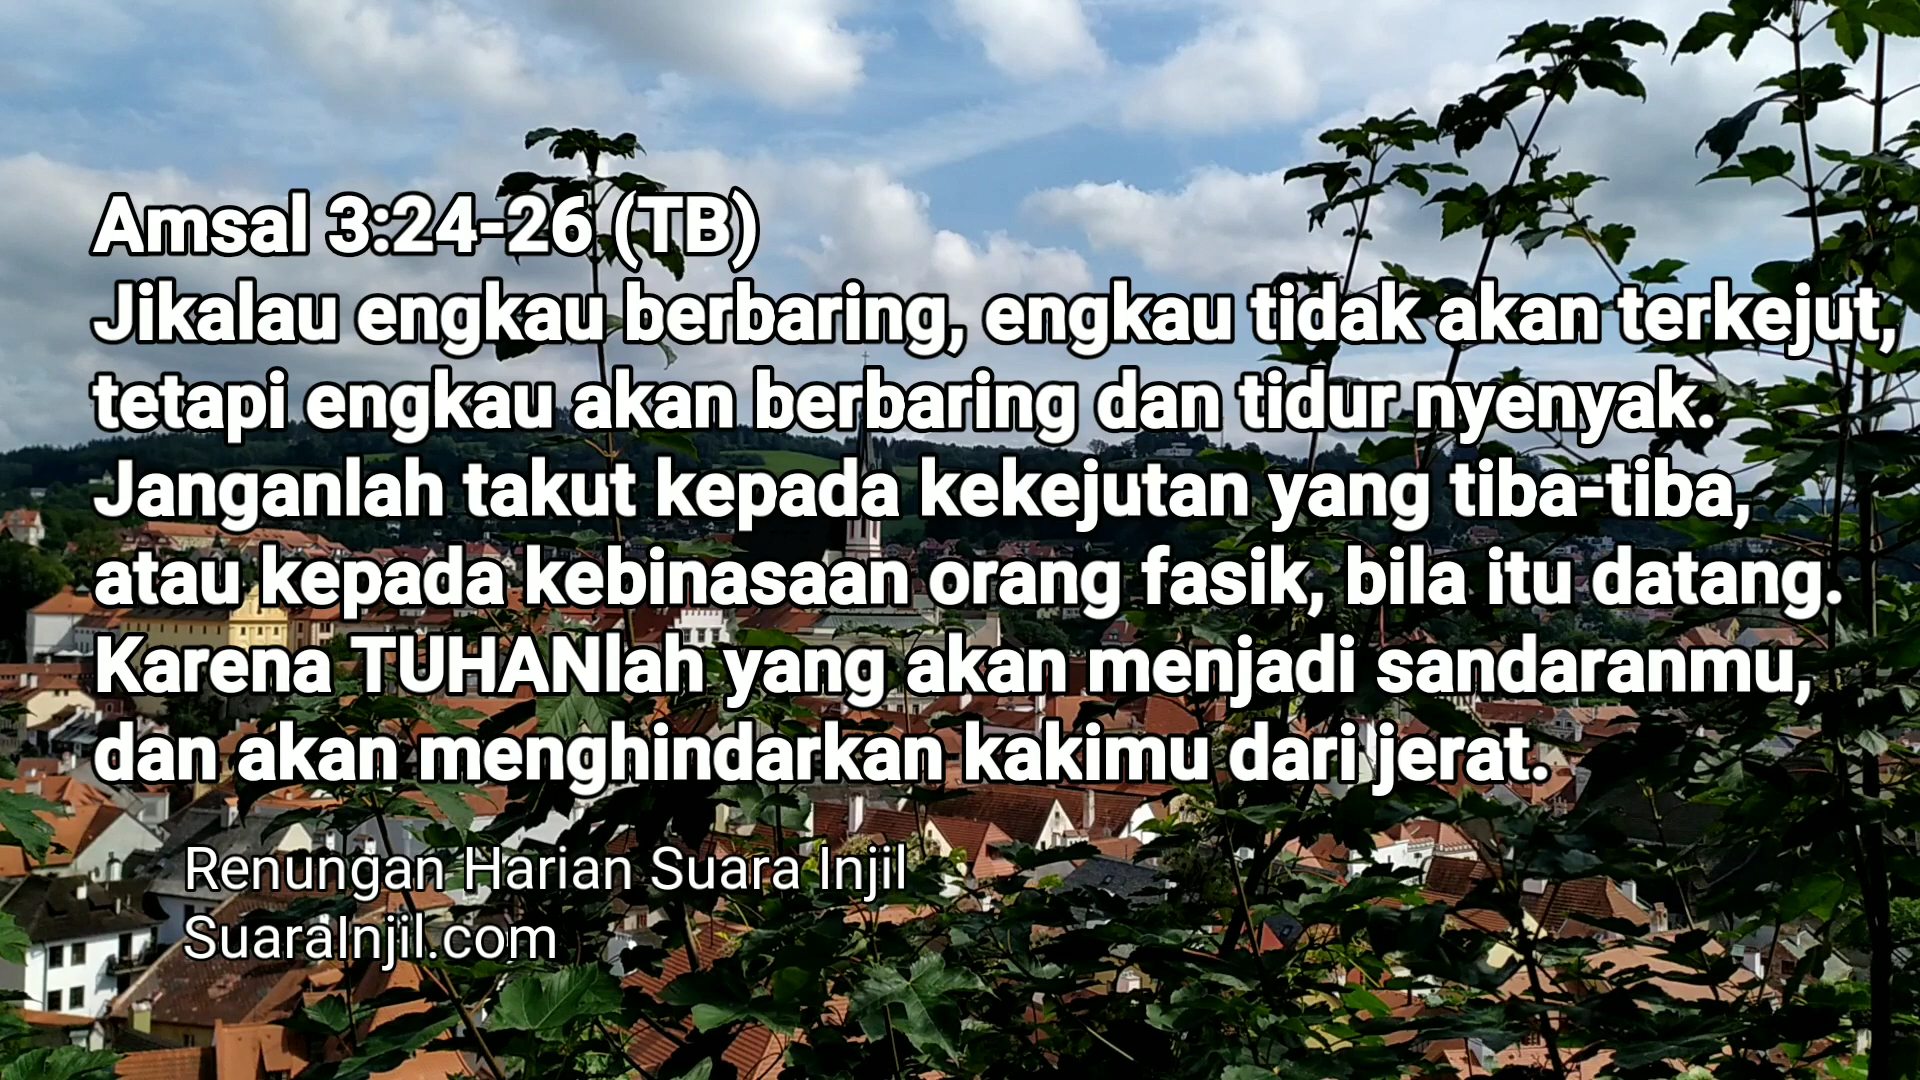 Amsal 3:24-26 (TB)
Jikalau engkau berbaring, engkau tidak akan terkejut,
tetapi engkau akan berbaring dan tidur nyenyak.
Janganlah takut kepada kekejutan yang tiba-tiba,
atau kepada kebinasaan orang fasik, bila itu datang.
Karena TUHANlah yang akan menjadi sandaranmu,
dan akan menghindarkan kakimu dari jerat.
Renungan Harian Suara Injil
SuaraInjil.com